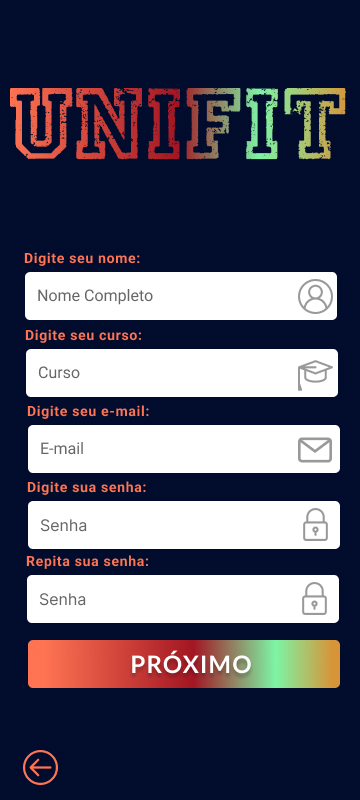 UNIFIT
Digite seu nome:
Nome Completo
Digite seu curso:
Curso
Digite seu e-mail:
E-mail
Digite sua senha:
Senha
Repita sua senha:
Senha
PRÓXIMO